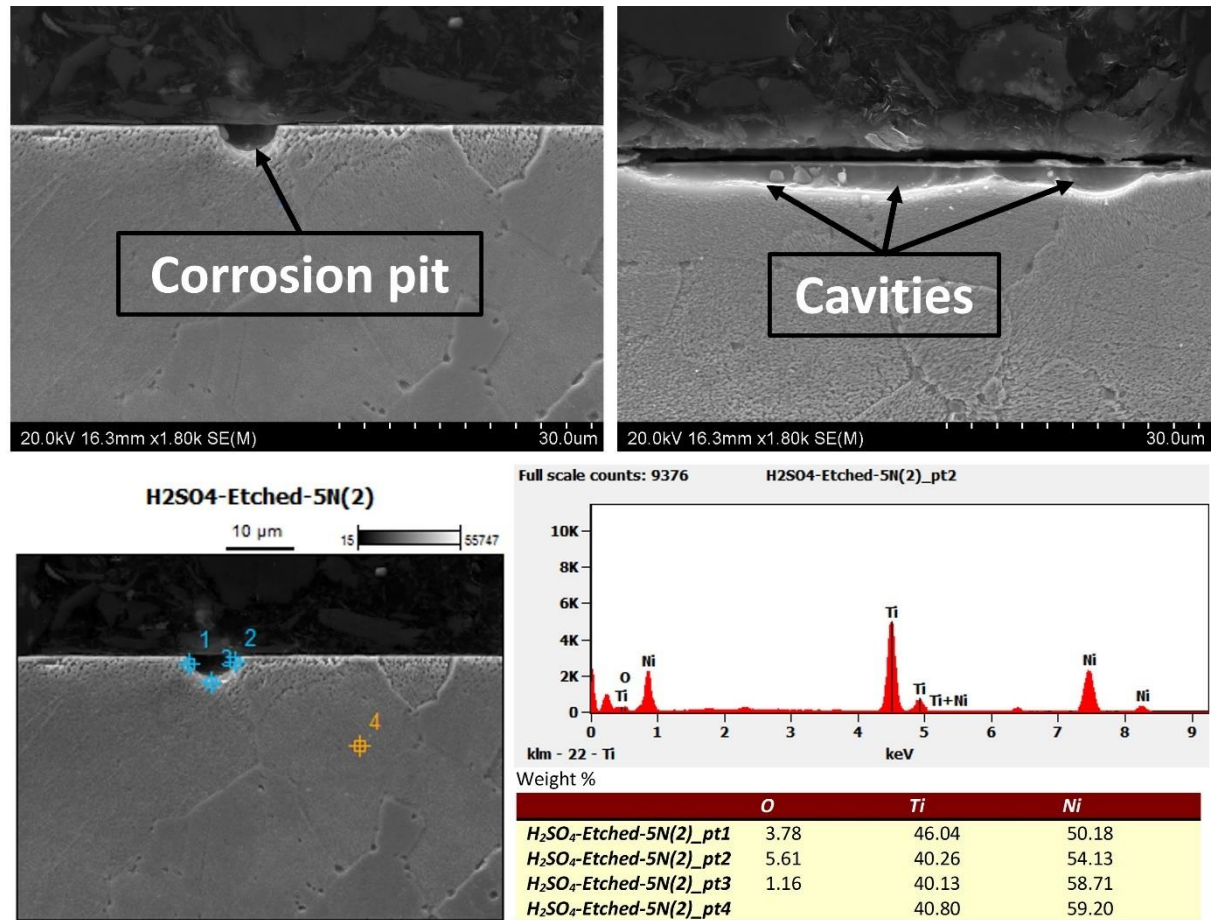 Corrosion pit
20.0kV 16.3mm x1.80k SE(M)
30.0um
Cavities
20.0kV 16.3mm x1.80k SE(M)
30.0um
H2SO4-Etched-5N(2)
10 µm
15
55747
1
2
3
4
Full scale counts: 9376 H2SO4-Etched-5N(2)_pt2
10K
8K
6K
4K
2K
0
O
Ti
Ni
Ti
Ti
Ti+Ni
Ni
Ni
0 1 2 3 4 5 6 7 8 9
klm - 22 - Ti keV
Weight %
O Ti Ni
H₂SO₄-Etched-5N(2)_pt1 3.78 46.04 50.18
H₂SO₄-Etched-5N(2)_pt2 5.61 40.26 54.13
H₂SO₄-Etched-5N(2)_pt3 1.16 40.13 58.71
H₂SO₄-Etched-5N(2)_pt4 40.80 59.20